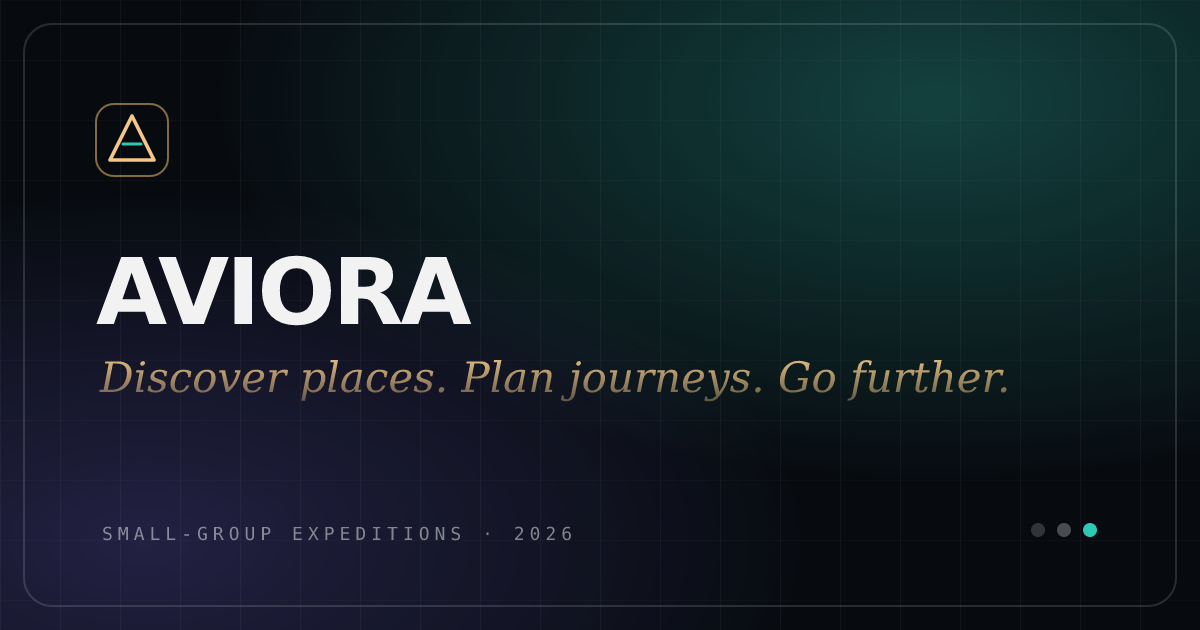 AVIORA
Discover places. Plan journeys. Go further.
SMALL-GROUP EXPEDITIONS · 2026